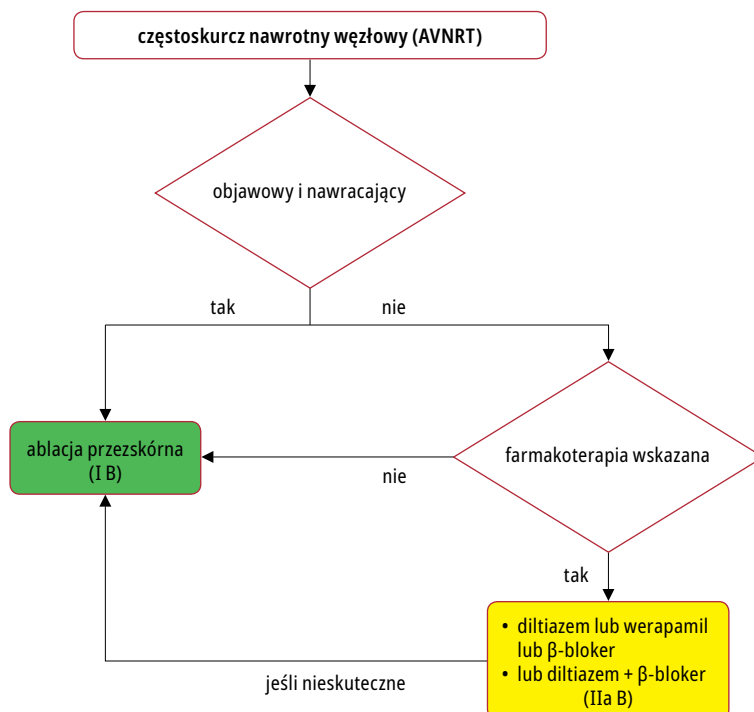 częstoskurcz nawrotny węzłowy (AVNRT)
objawowy i nawracający
tak
nie
ablacja przezskórna
(I B)
farmakoterapia wskazana
nie
tak
• diltiazem lub werapamil
lub β-bloker
• lub diltiazem + β-bloker
(IIa B)
jeśli nieskuteczne